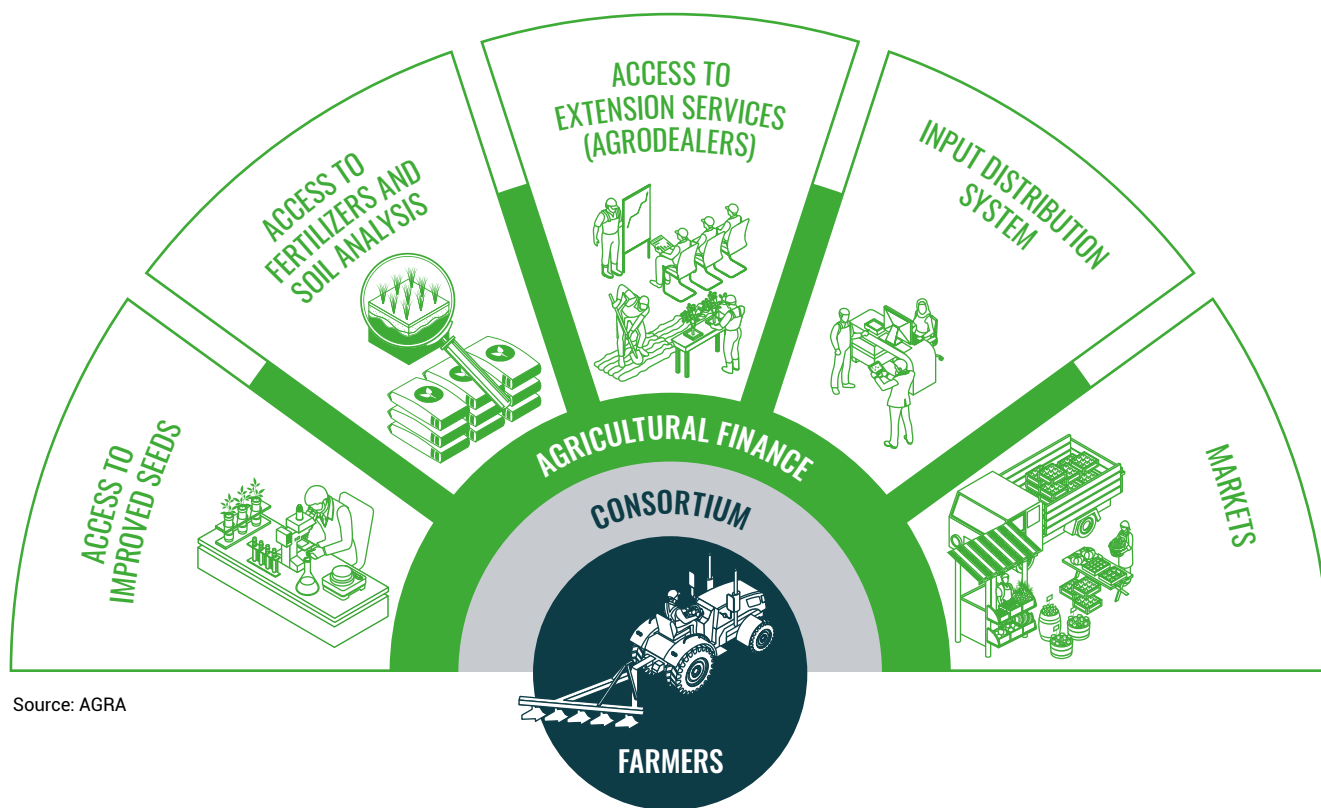 ACCESS TO
IMPROVED SEEDS
ACCESS TO
FERTILIZERS AND
SOIL ANALYSIS
ACCESS TO
EXTENSION SERVICES
(AGRODEALERS)
INPUT DISTRIBUTION
SYSTEM
MARKETS
AGRICULTURAL FINANCE
CONSORTIUM
FARMERS
Source: AGRA